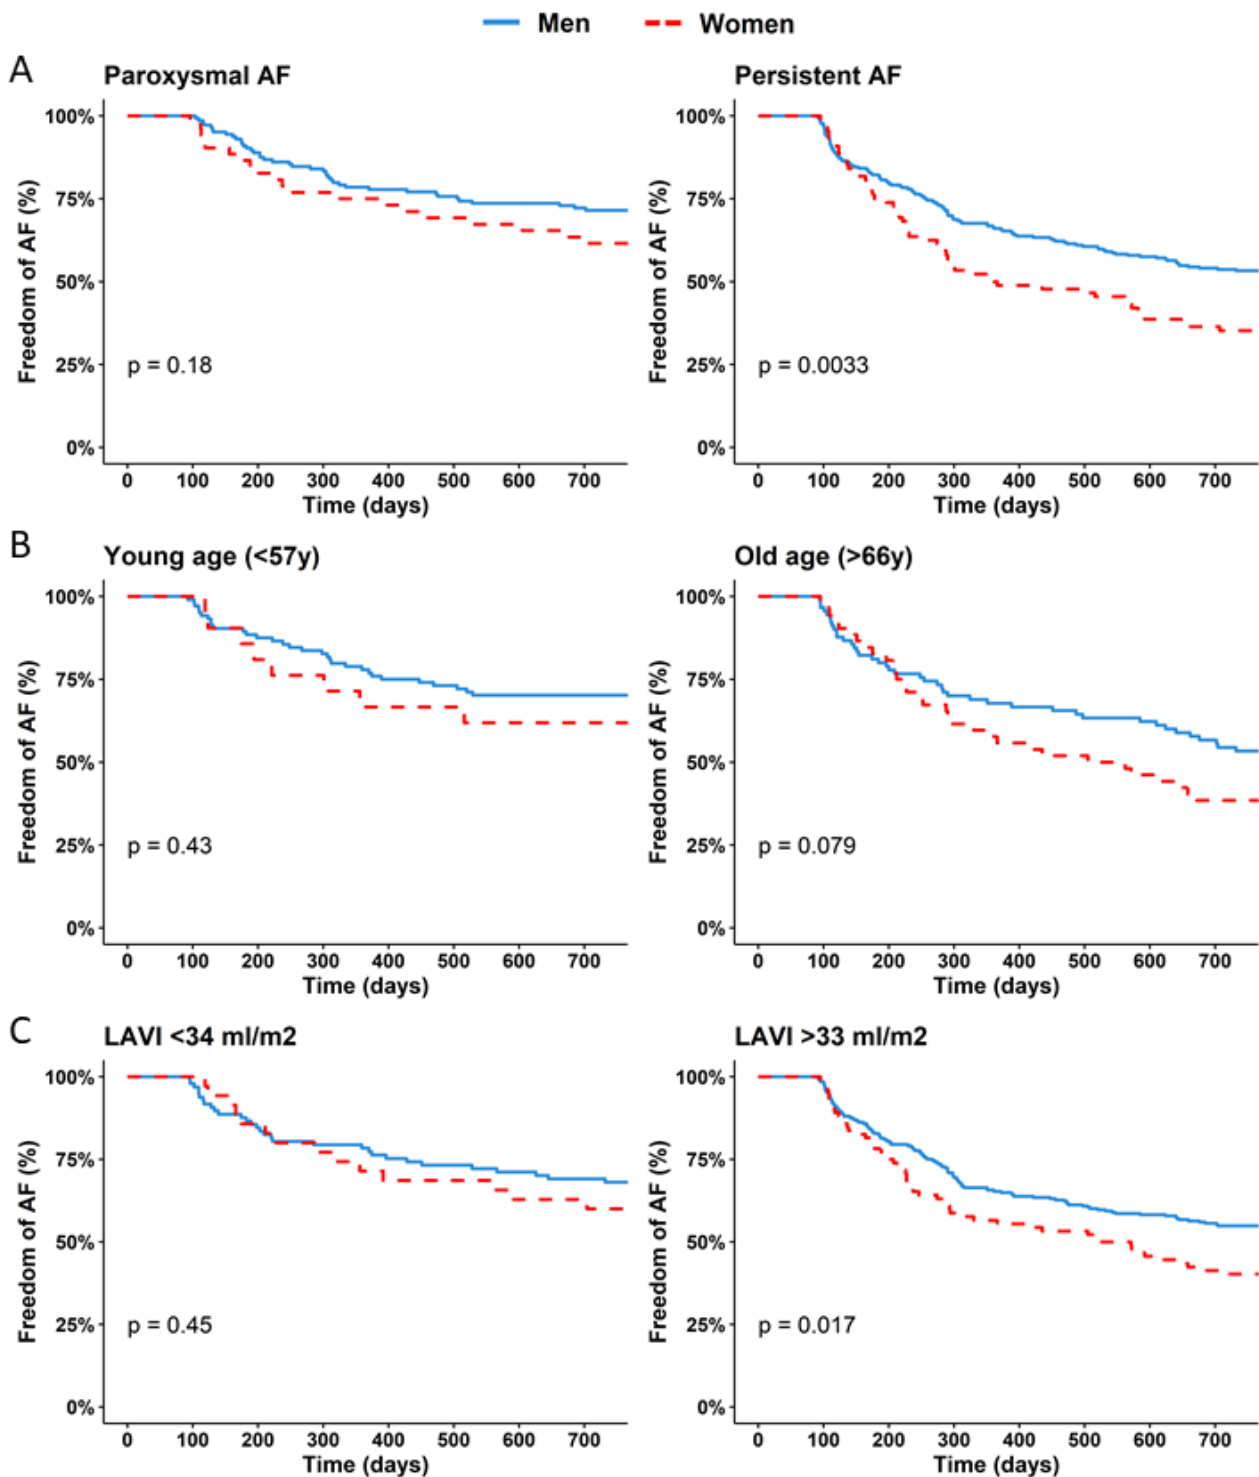 Men Women
A
Paroxysmal AF
Freedom of AF (%)
100%
75%
50%
25%
0%
p = 0.18
0 100 200 300 400 500 600 700
Time (days)
Persistent AF
Freedom of AF (%)
100%
75%
50%
25%
0%
p = 0.0033
0 100 200 300 400 500 600 700
Time (days)
B
Young age (<57y)
Freedom of AF (%)
100%
75%
50%
25%
0%
p = 0.43
0 100 200 300 400 500 600 700
Time (days)
Old age (>66y)
Freedom of AF (%)
100%
75%
50%
25%
0%
p = 0.079
0 100 200 300 400 500 600 700
Time (days)
C
LAVI <34 ml/m2
Freedom of AF (%)
100%
75%
50%
25%
0%
p = 0.45
0 100 200 300 400 500 600 700
Time (days)
LAVI >33 ml/m2
Freedom of AF (%)
100%
75%
50%
25%
0%
p = 0.017
0 100 200 300 400 500 600 700
Time (days)